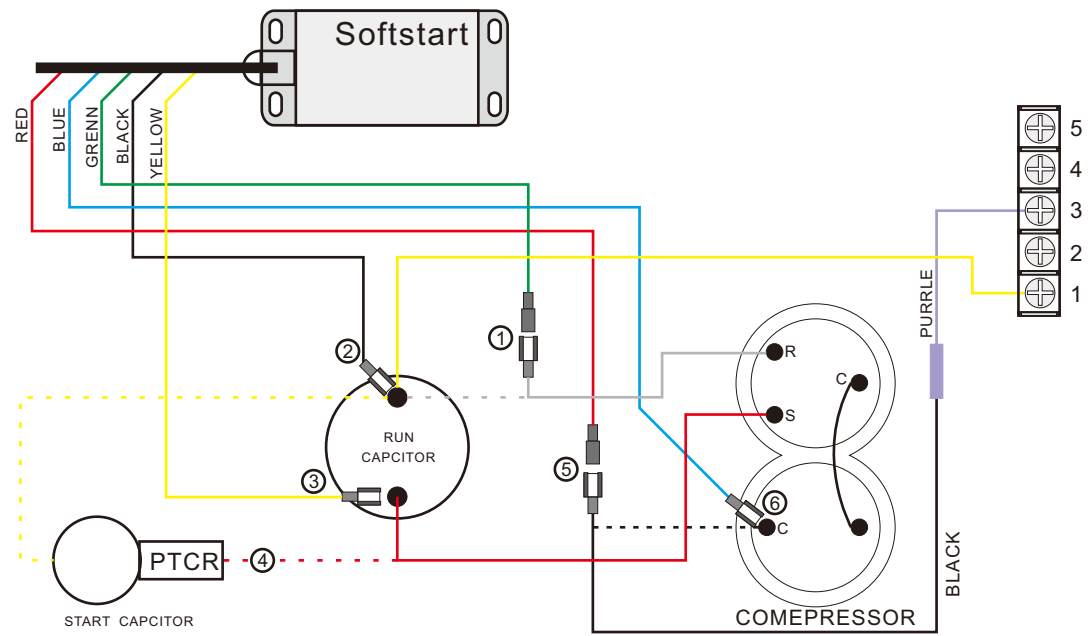 Softstart
RED
BLUE
GRENN
BLACK
YELLOW
5
4
3
2
1
PURRLE
1
2
R
C
S
RUN
CAPCITOR
5
3
6
C
PTCR
4
BLACK
START CAPCITOR
COMEPRESSOR